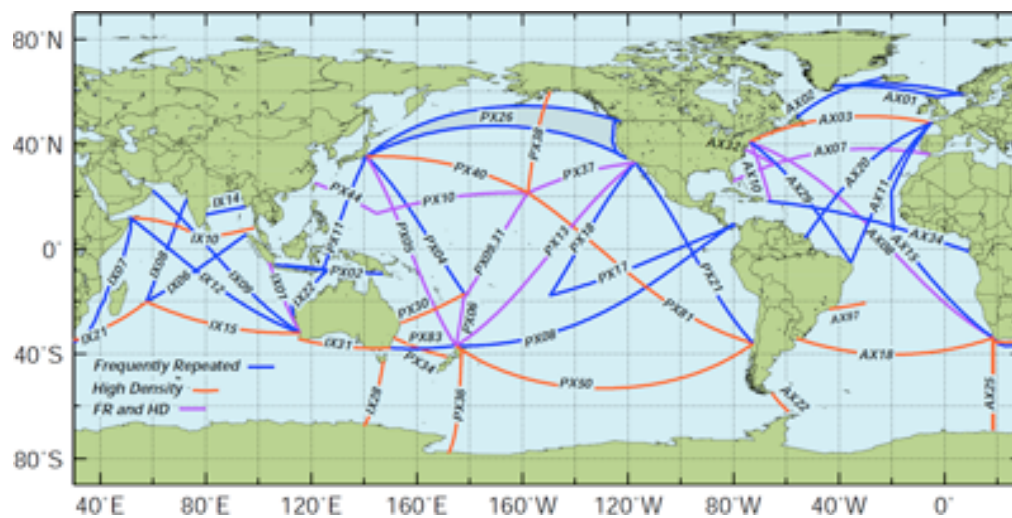 80°N
40°N
0°
40°S
80°S
40°E
80°E
120°E
160°E
160°W
120°W
80°W
40°W
0°
PX26
PX38
PX40
PX37
PX10
PX44
PX11
PX05
PX04
PX09,31
PX13
PX18
PX17
PX21
PX02
PX30
PX06
PX08
PX81
PX83
PX34
PX50
PX36
IX14
IX10
IX07
IX08
IX06
IX12
IX09
IX01
IX22
IX21
IX15
IX31
IX28
AX02
AX01
AX03
AX32
AX07
AX10
AX20
AX11
AX29
AX34
AX08
AX15
AX97
AX18
AX22
AX25
Frequently Repeated
High Density
FR and HD